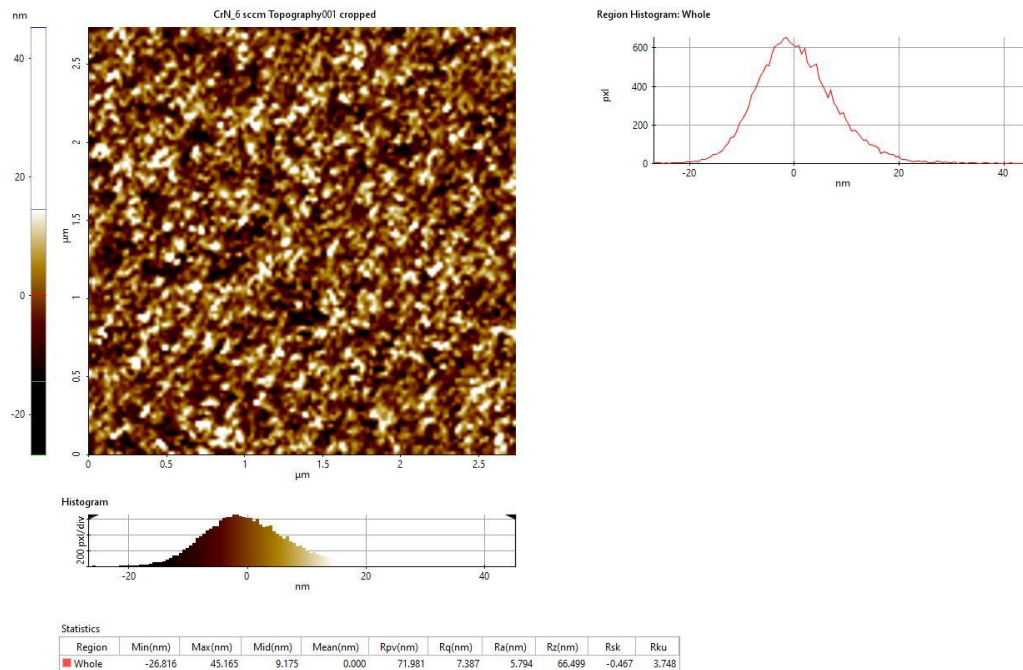 nm
CrN_6 sccm Topography001 cropped
40
20
0
-20
2.5
2
1.5
1
0.5
0
µm
0 0.5 1 1.5 2 2.5
µm
Region Histogram: Whole
600
400
200
0
pxl
-20 0 20 40
nm
Histogram
200 pxl/div
-20 0 20 40
nm
Statistics
Region Min(nm) Max(nm) Mid(nm) Mean(nm) Rpv(nm) Rq(nm) Ra(nm) Rz(nm) Rsk Rku
Whole -26.816 45.165 9.175 0.000 71.981 7.387 5.794 66.499 -0.467 3.748